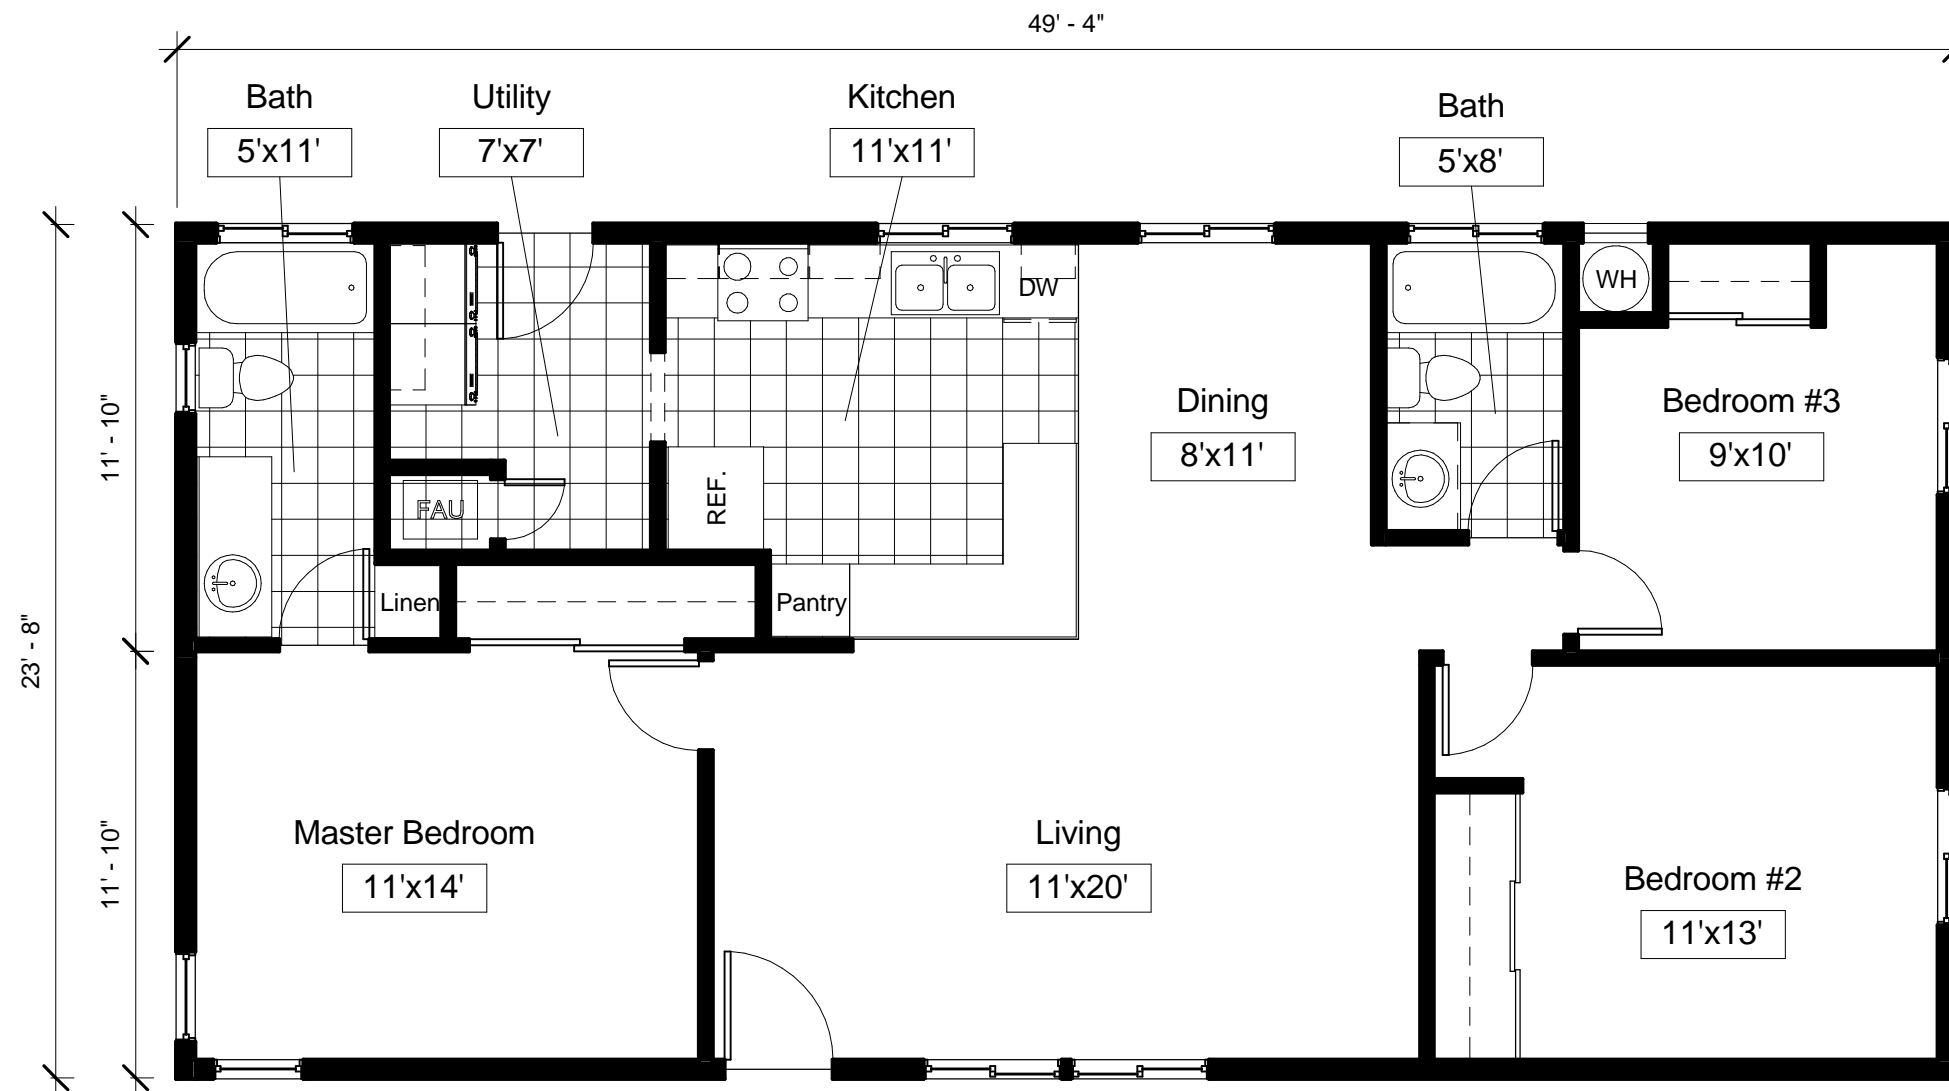 49' - 4"
Bath
5'x11'
Utility
7'x7'
Kitchen
11'x11'
Bath
5'x8'
WH
DW
11' - 10"
Dining
8'x11'
Bedroom #3
9'x10'
REF.
FAU
Linen
Pantry
23' - 8"
Master Bedroom
11'x14'
Living
11'x20'
11' - 10"
Bedroom #2
11'x13'